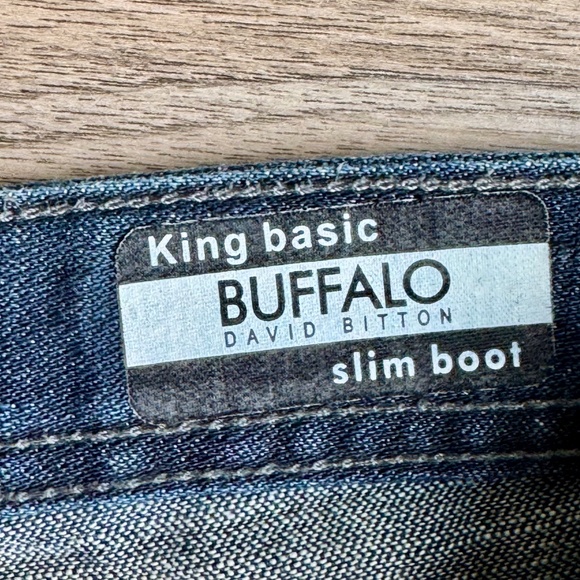 King basic
BUFFALO
DAVID BITTON
slim boot